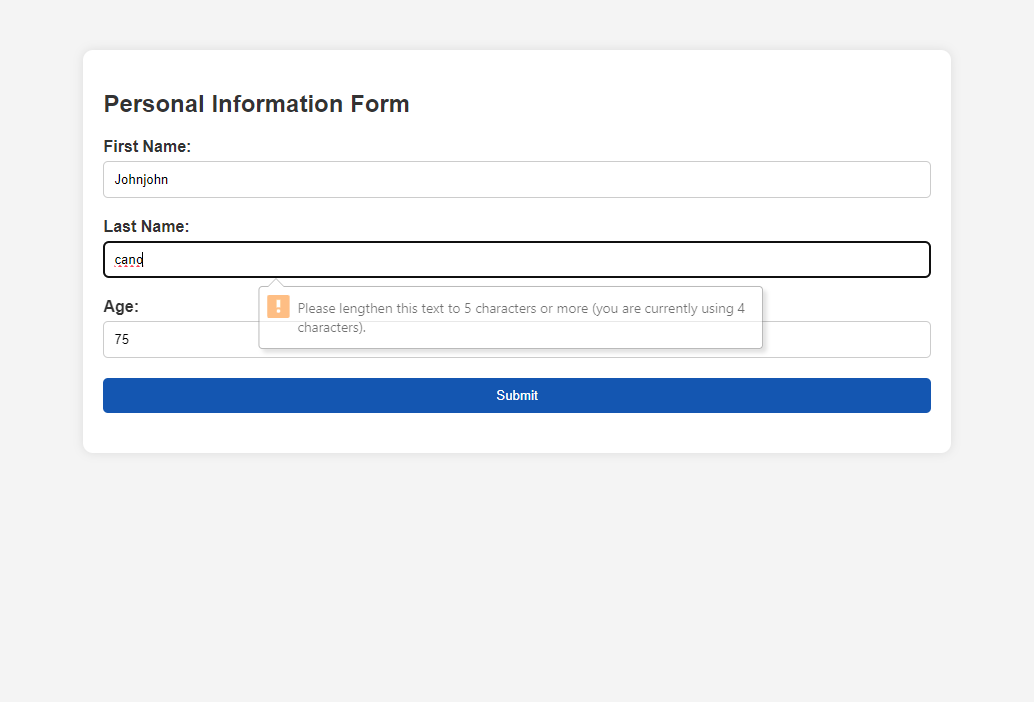 Personal Information Form
First Name:
Johnjohn
Last Name:
cano
Please lengthen this text to 5 characters or more (you are currently using 4
characters).
Age:
75
Submit